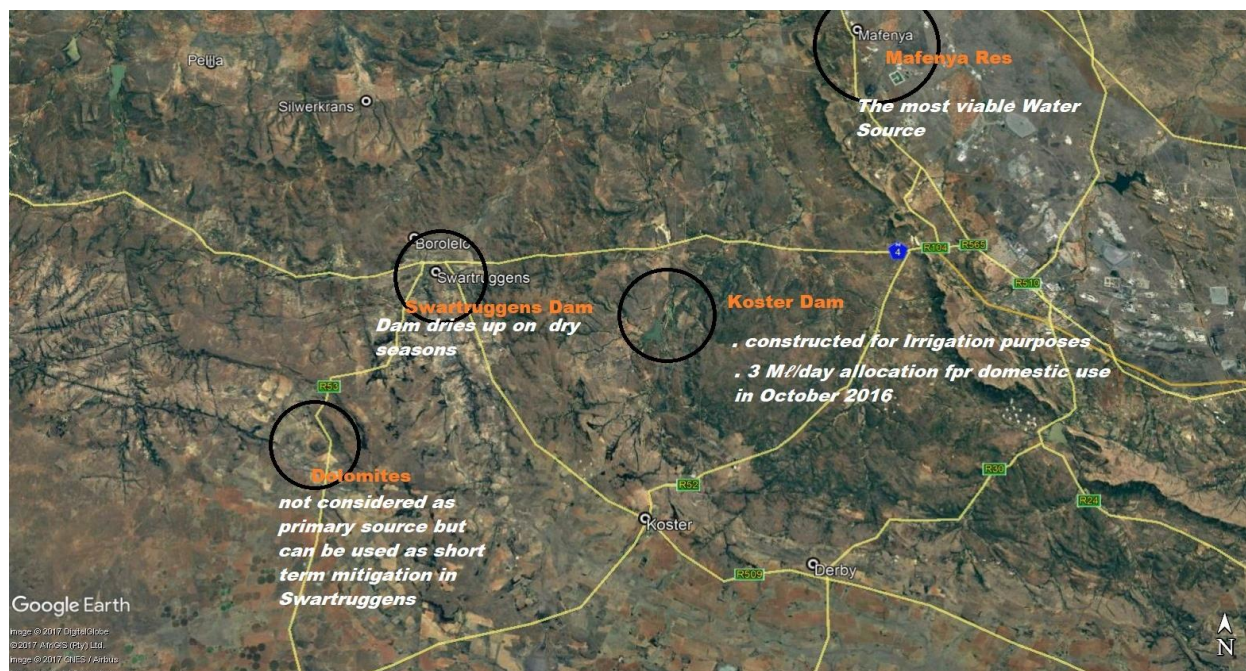 Mafenya
Mafenya Res
The most viable Water
Source
Pella
Silwerkrans
Borolelo
Swartruggens
Swartruggens Dam
Dam dries up on dry
seasons
Koster Dam
. constructed for Irrigation purposes
. 3 Mℓ/day allocation fpr domestic use
in October 2016
N
4
R104
R565
R510
R53
Dolomites
not considered as
primary source but
can be used as short
term mitigation in
Swartruggens
R52
R30
R24
Koster
R509
Derby
Google Earth
Image © 2017 DigitalGlobe
© 2017 AfriGIS (Pty) Ltd.
Image © 2017 CNES / Airbus
N